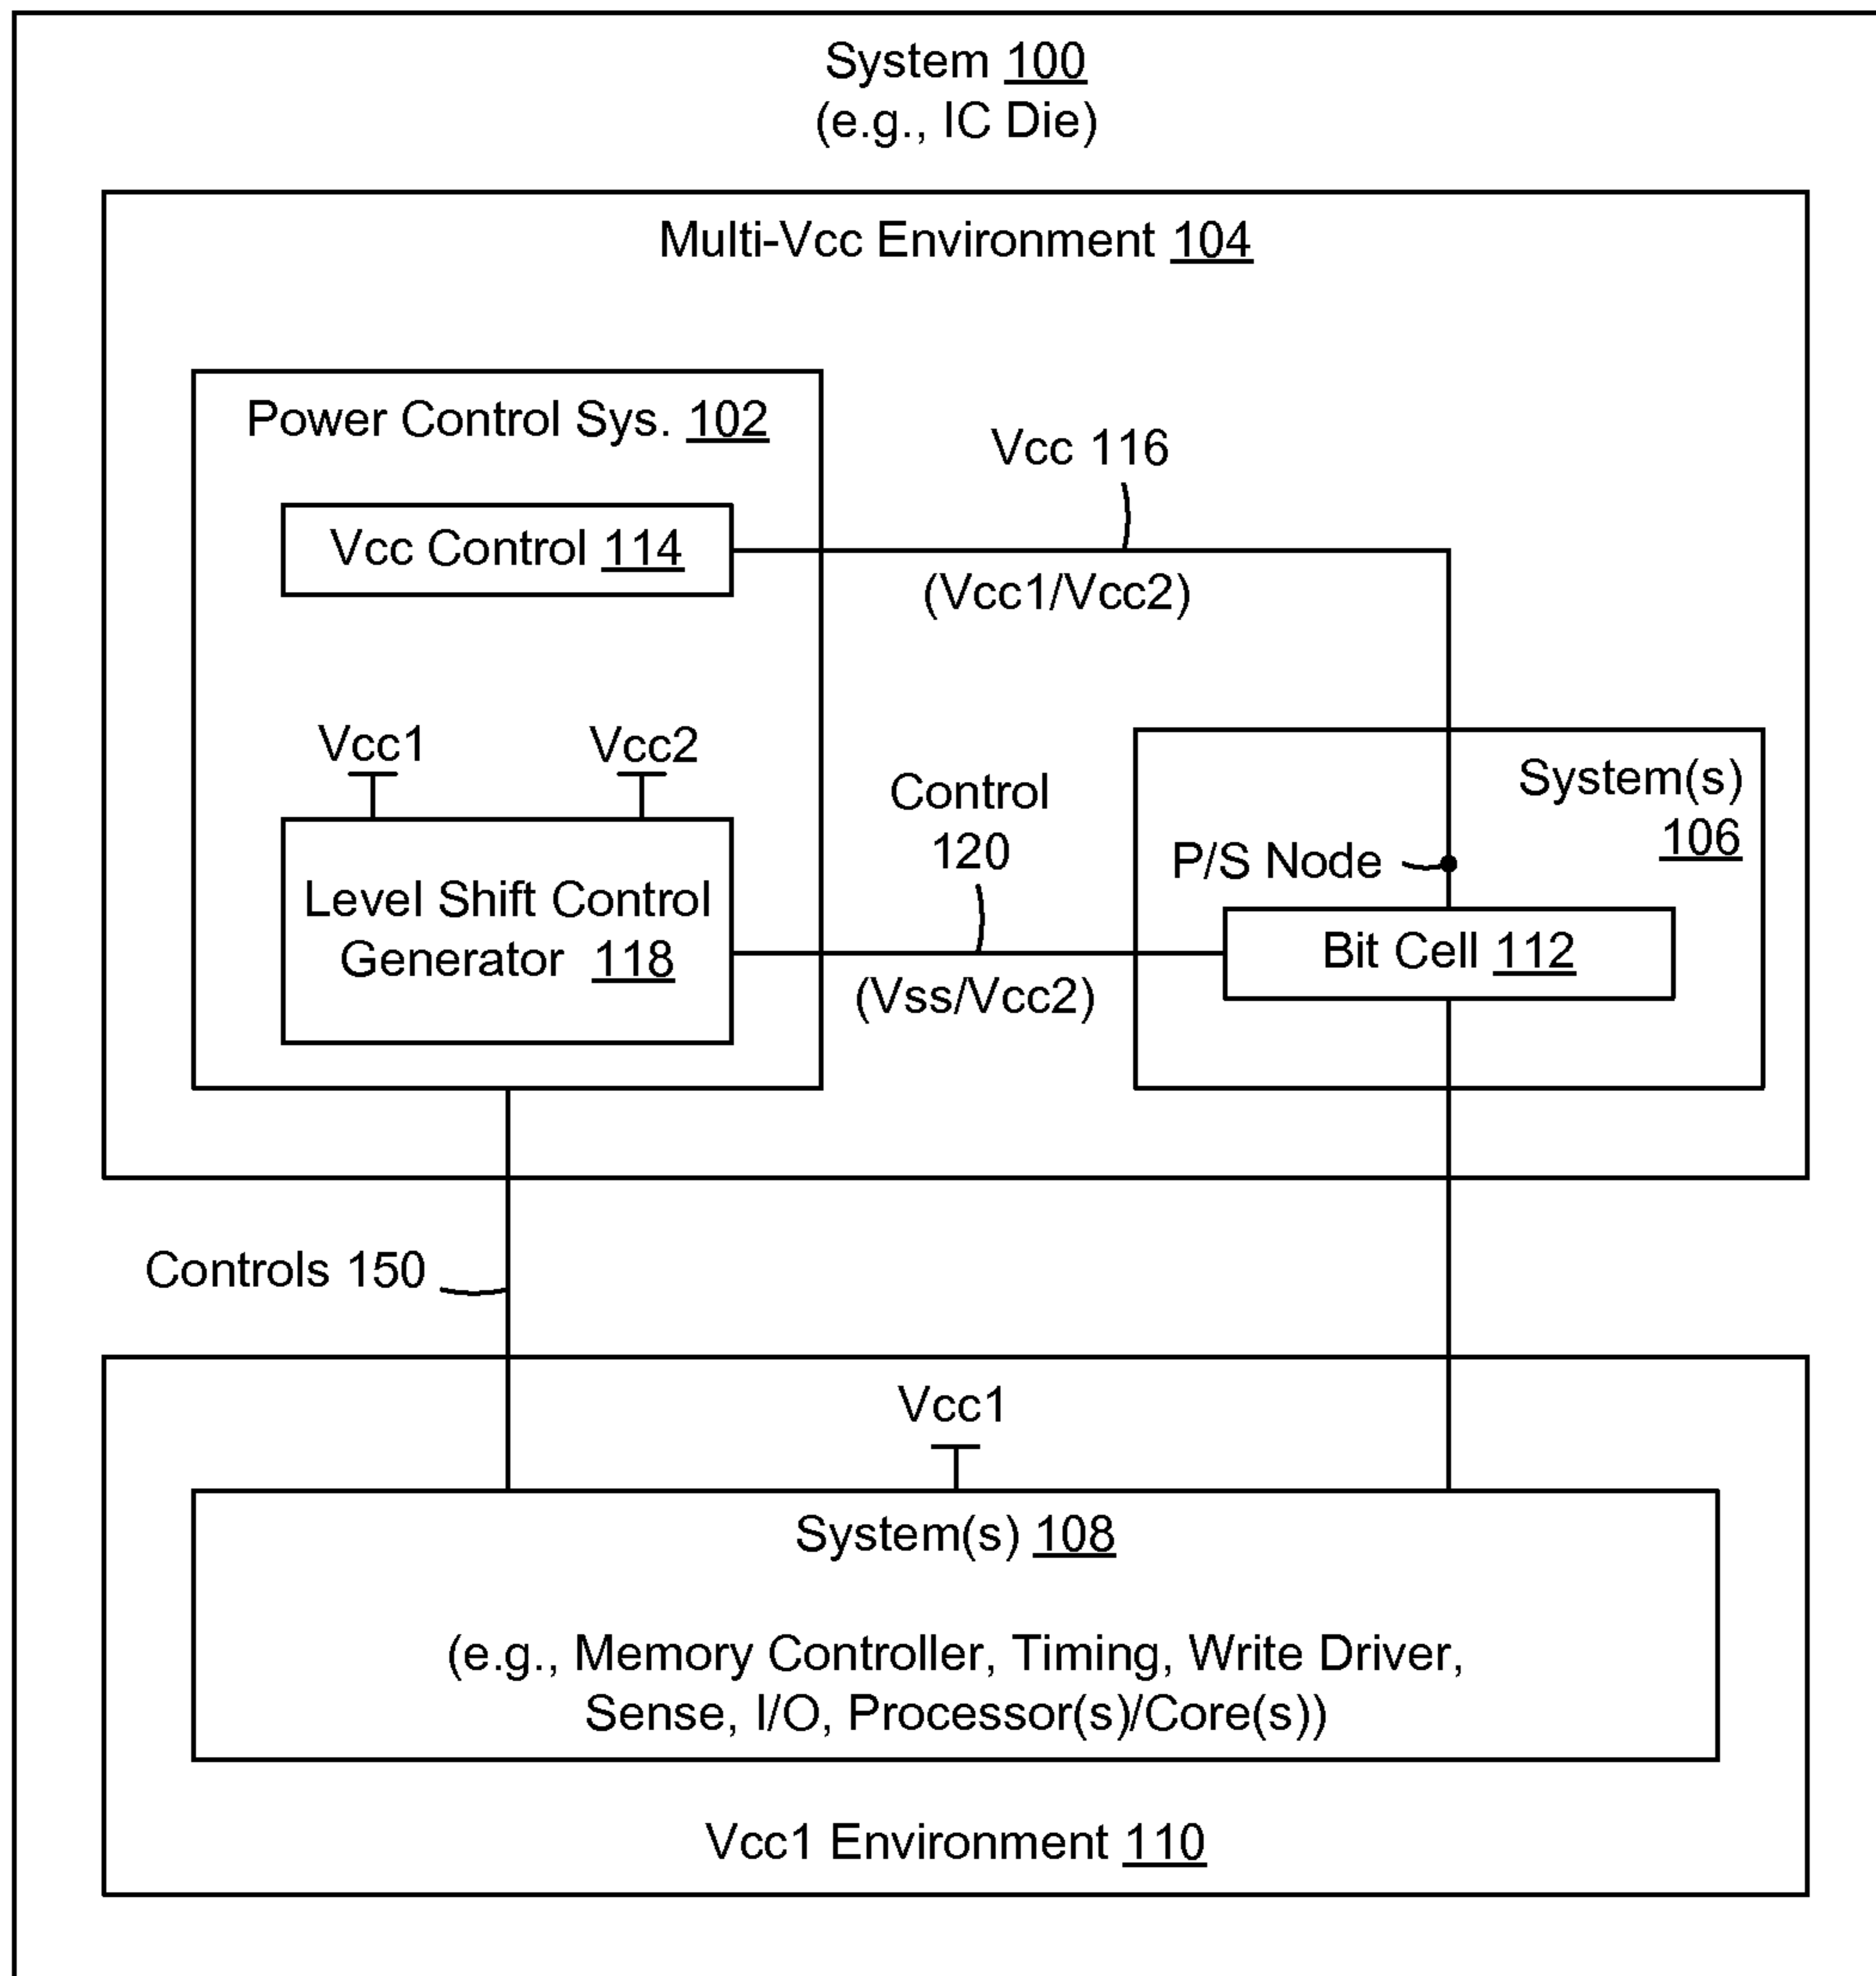 System 100
(e.g., IC Die)
Multi-Vcc Environment 104
Power Control Sys. 102
Vcc 116
Vcc Control 114
(Vcc1/Vcc2)
Vcc1
Vcc2
Control
120
System(s)
106
P/S Node
Level Shift Control
Generator 118
Bit Cell 112
(Vss/Vcc2)
Controls 150
Vcc1
System(s) 108
(e.g., Memory Controller, Timing, Write Driver,
Sense, I/O, Processor(s)/Core(s))
Vcc1 Environment 110